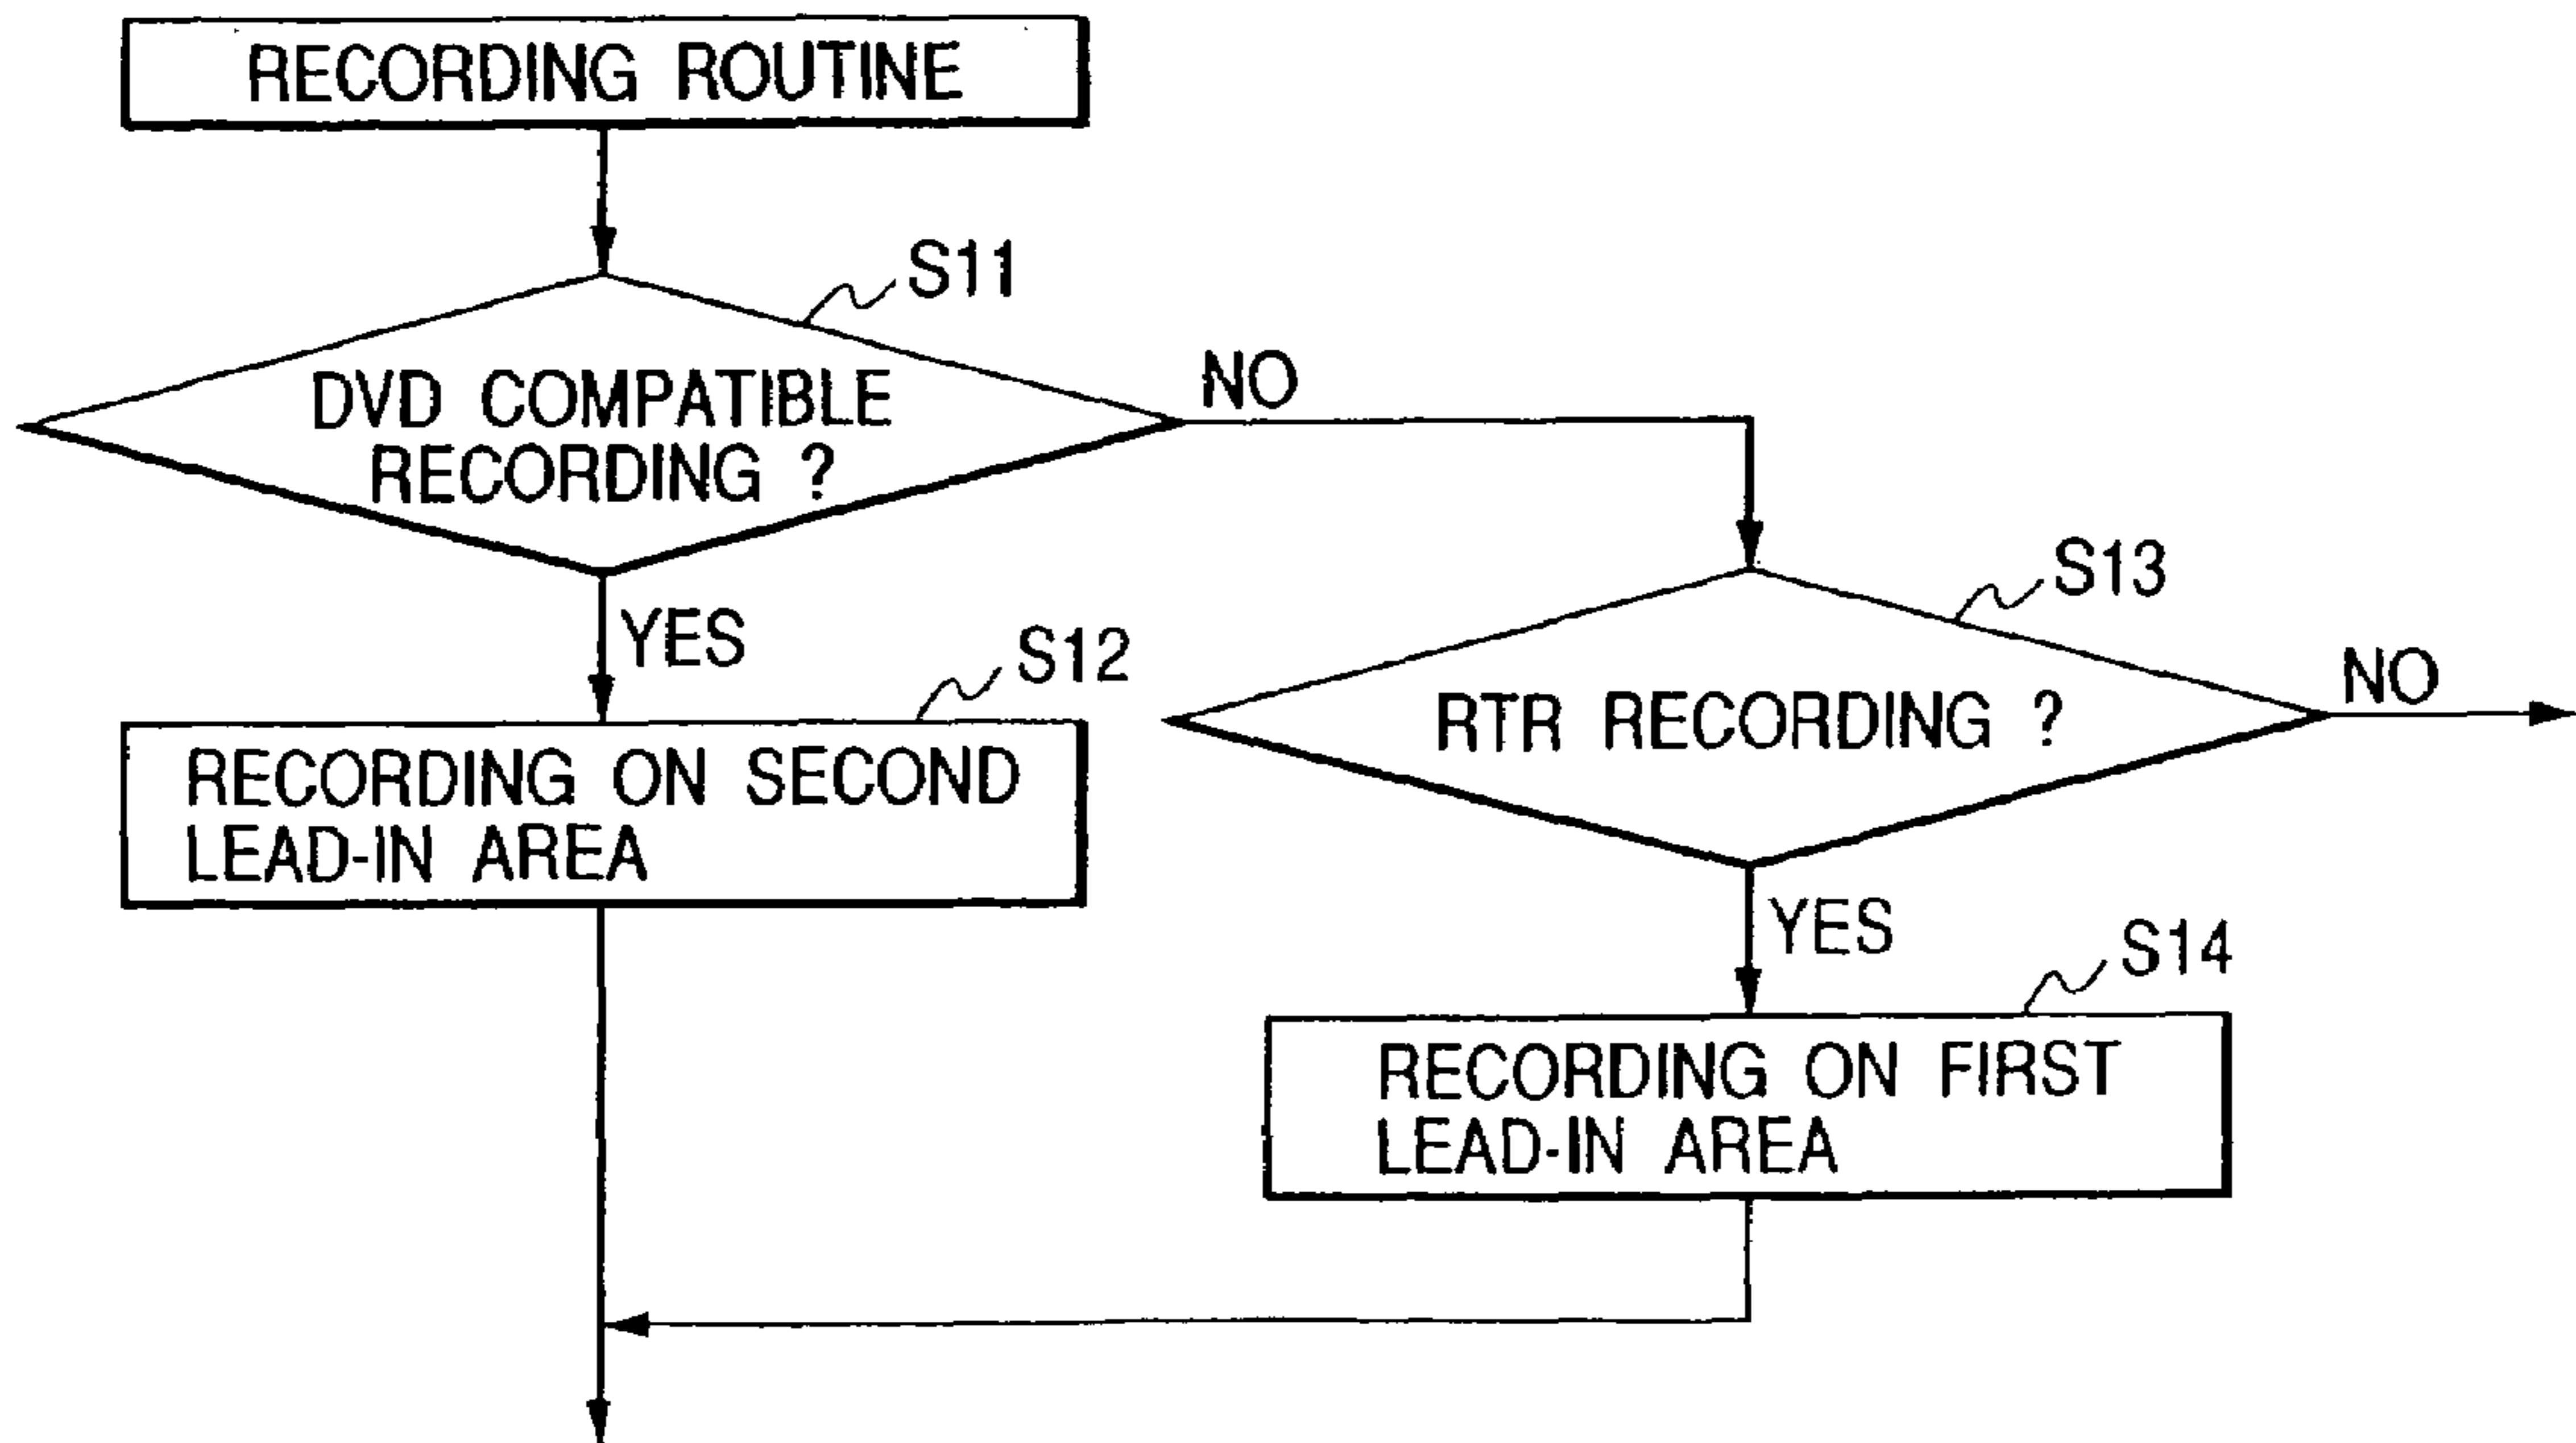 RECORDING ROUTINE
S11
DVD COMPATIBLE
RECORDING ?
NO
YES
S12
RECORDING ON SECOND
LEAD-IN AREA
S13
RTR RECORDING ?
NO
YES
S14
RECORDING ON FIRST
LEAD-IN AREA